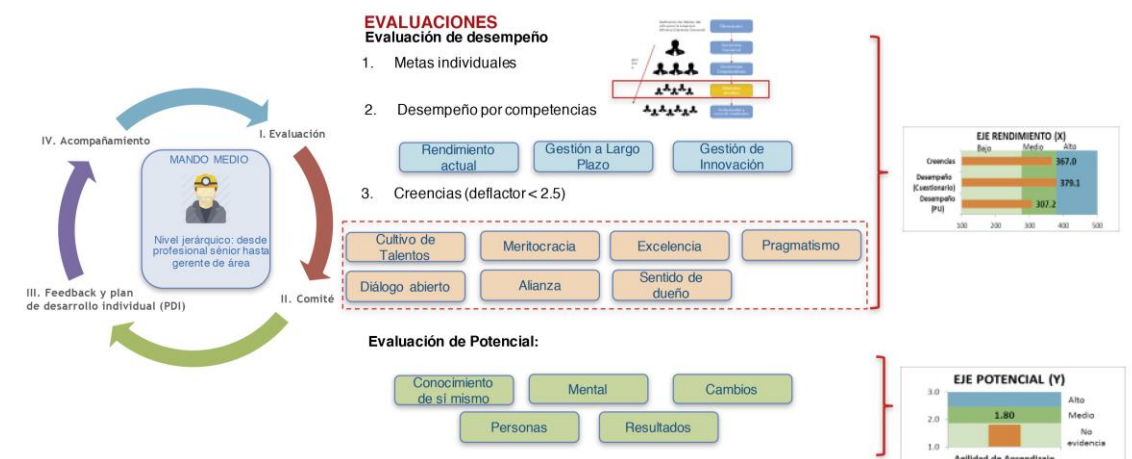 EVALUACIONES
Evaluación de desempeño
1. Metas individuales
2. Desempeño por competencias
Rendimiento
actual
Gestión a Largo
Plazo
Gestión de
Innovación
3. Creencias (deflactor < 2.5)
Cultivo de
Talentos
Meritocracia
Excelencia
Pragmatismo
Diálogo abierto
Alianza
Sentido de
dueño
Evaluación de Potencial:
Conocimiento
de sí mismo
Mental
Cambios
Personas
Resultados
I. Evaluación
II. Comité
III. Feedback y plan
de desarrollo individual (PDI)
IV. Acompañamiento
MANDO MEDIO
Nivel jerárquico: desde
profesional sénior hasta
gerente de área
EJE RENDIMIENTO (X)
Bajo Medio Alto
Creencias 367.0
Desempeño
(Cuestionario) 379.1
Desempeño
(PU) 307.2
100 200 300 400 500
EJE POTENCIAL (Y)
3.0 Alto
2.0 1.80 Medio
No
1.0 evidencia
Agilidad de Aprendizaje